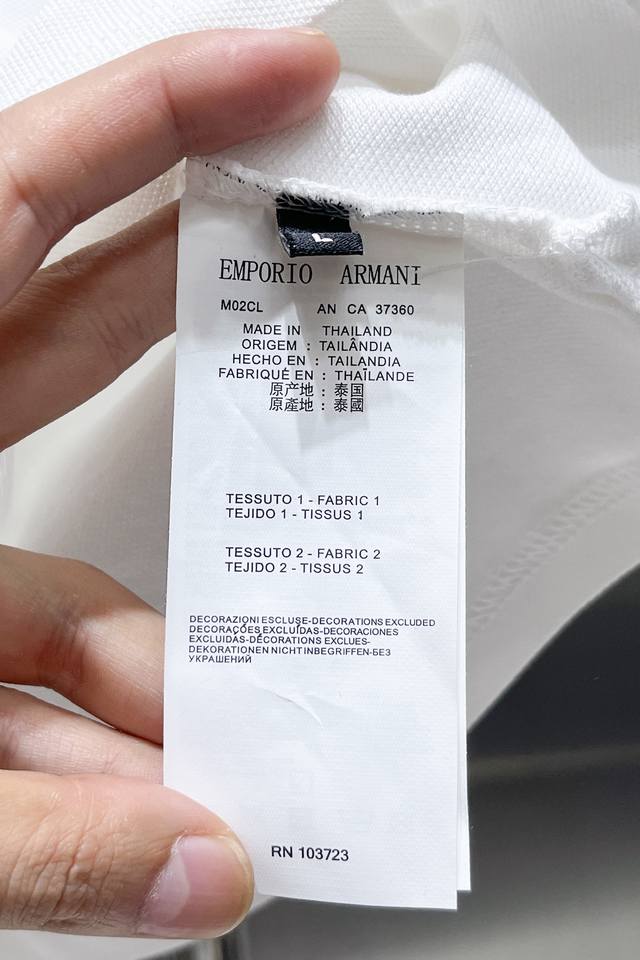 L
EMPORIO ARMANI
M02CL AN CA 37360
MADE IN THAILAND
ORIGEM : TAILÂNDIA
HECHO EN : TAILANDIA
FABRIQUÉ EN : THAÏLANDE
原产地 : 泰国
原產地 : 泰國
TESSUTO 1 - FABRIC 1
TEJIDO 1 - TISSUS 1
TESSUTO 2 - FABRIC 2
TEJIDO 2 - TISSUS 2
DECORAZIONI ESCLUSE-DECORATIONS EXCLUDED
DECORAÇÕES EXCLUÍDAS-DECORACIONES
EXCLUIDAS-DÉCORATIONS EXCLUES-
DEKORATIONEN NICHT INBEGRIFFEN-БЕЗ
УКРАШЕНИЙ
RN 103723